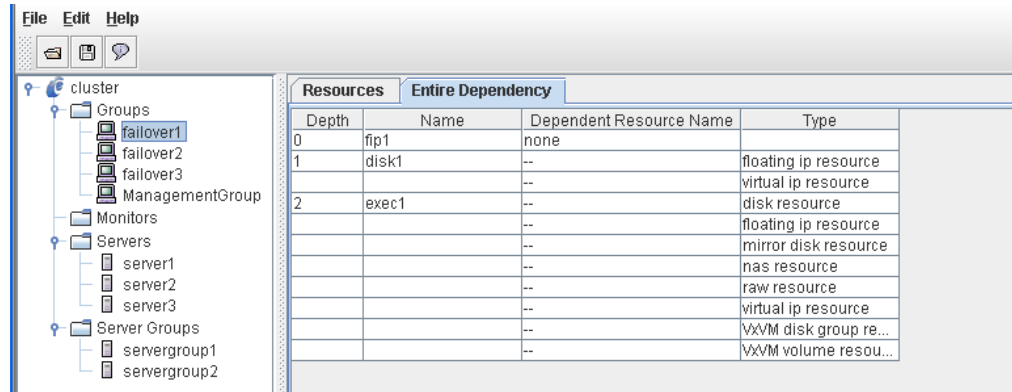 File Edit Help
cluster
Groups
failover1
failover2
failover3
ManagementGroup
Monitors
Servers
server1
server2
server3
Server Groups
servergroup1
servergroup2
Resources Entire Dependency
Depth Name Dependent Resource Name Type
0 fip1 none
1 disk1 -- floating ip resource
-- virtual ip resource
2 exec1 -- disk resource
-- floating ip resource
-- mirror disk resource
-- nas resource
-- raw resource
-- virtual ip resource
-- VxVM disk group re...
-- VxVM volume resou...